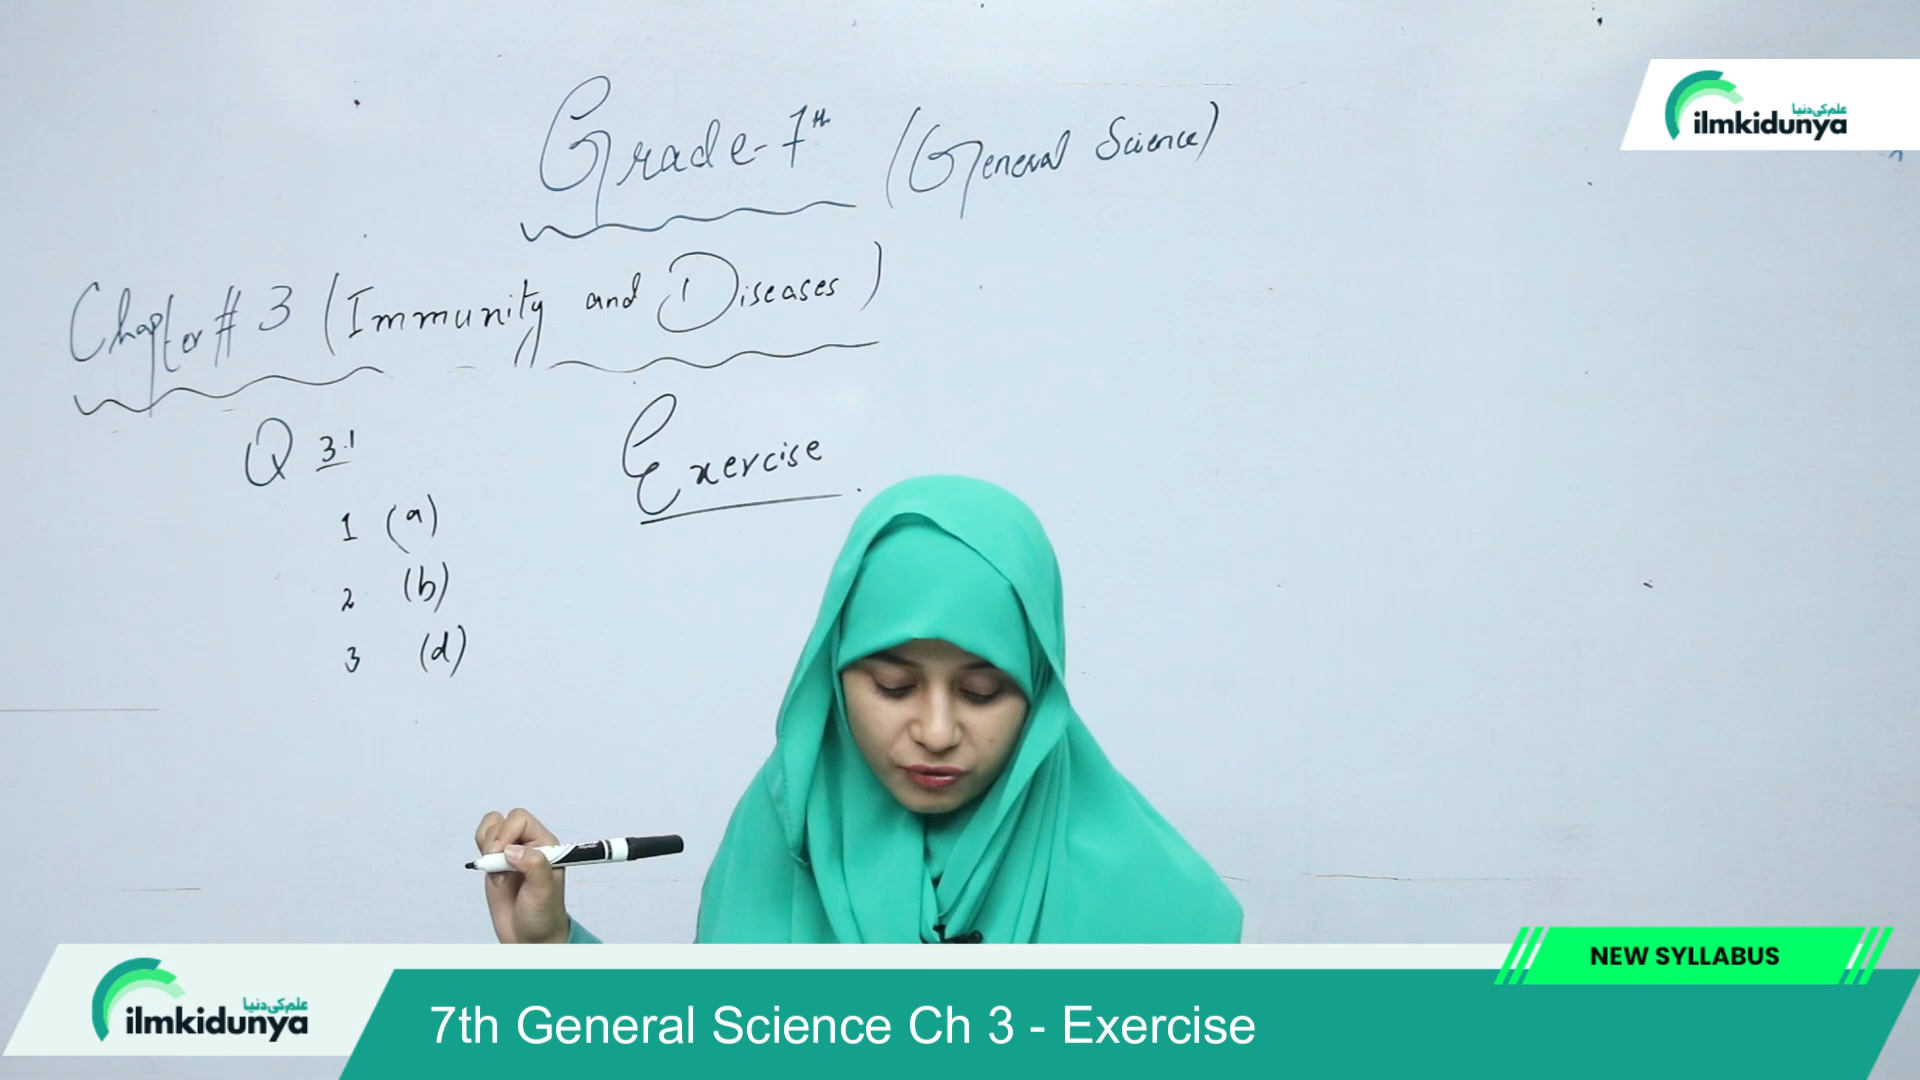 Grade-7th (General Science)
علم کی دنیا
ilmkidunya
Chapter # 3 (Immunity and Diseases)
Q 3.1
Exercise
1 (a)
2 (b)
3 (d)
NEW SYLLABUS
علم کی دنیا
ilmkidunya
7th General Science Ch 3 - Exercise